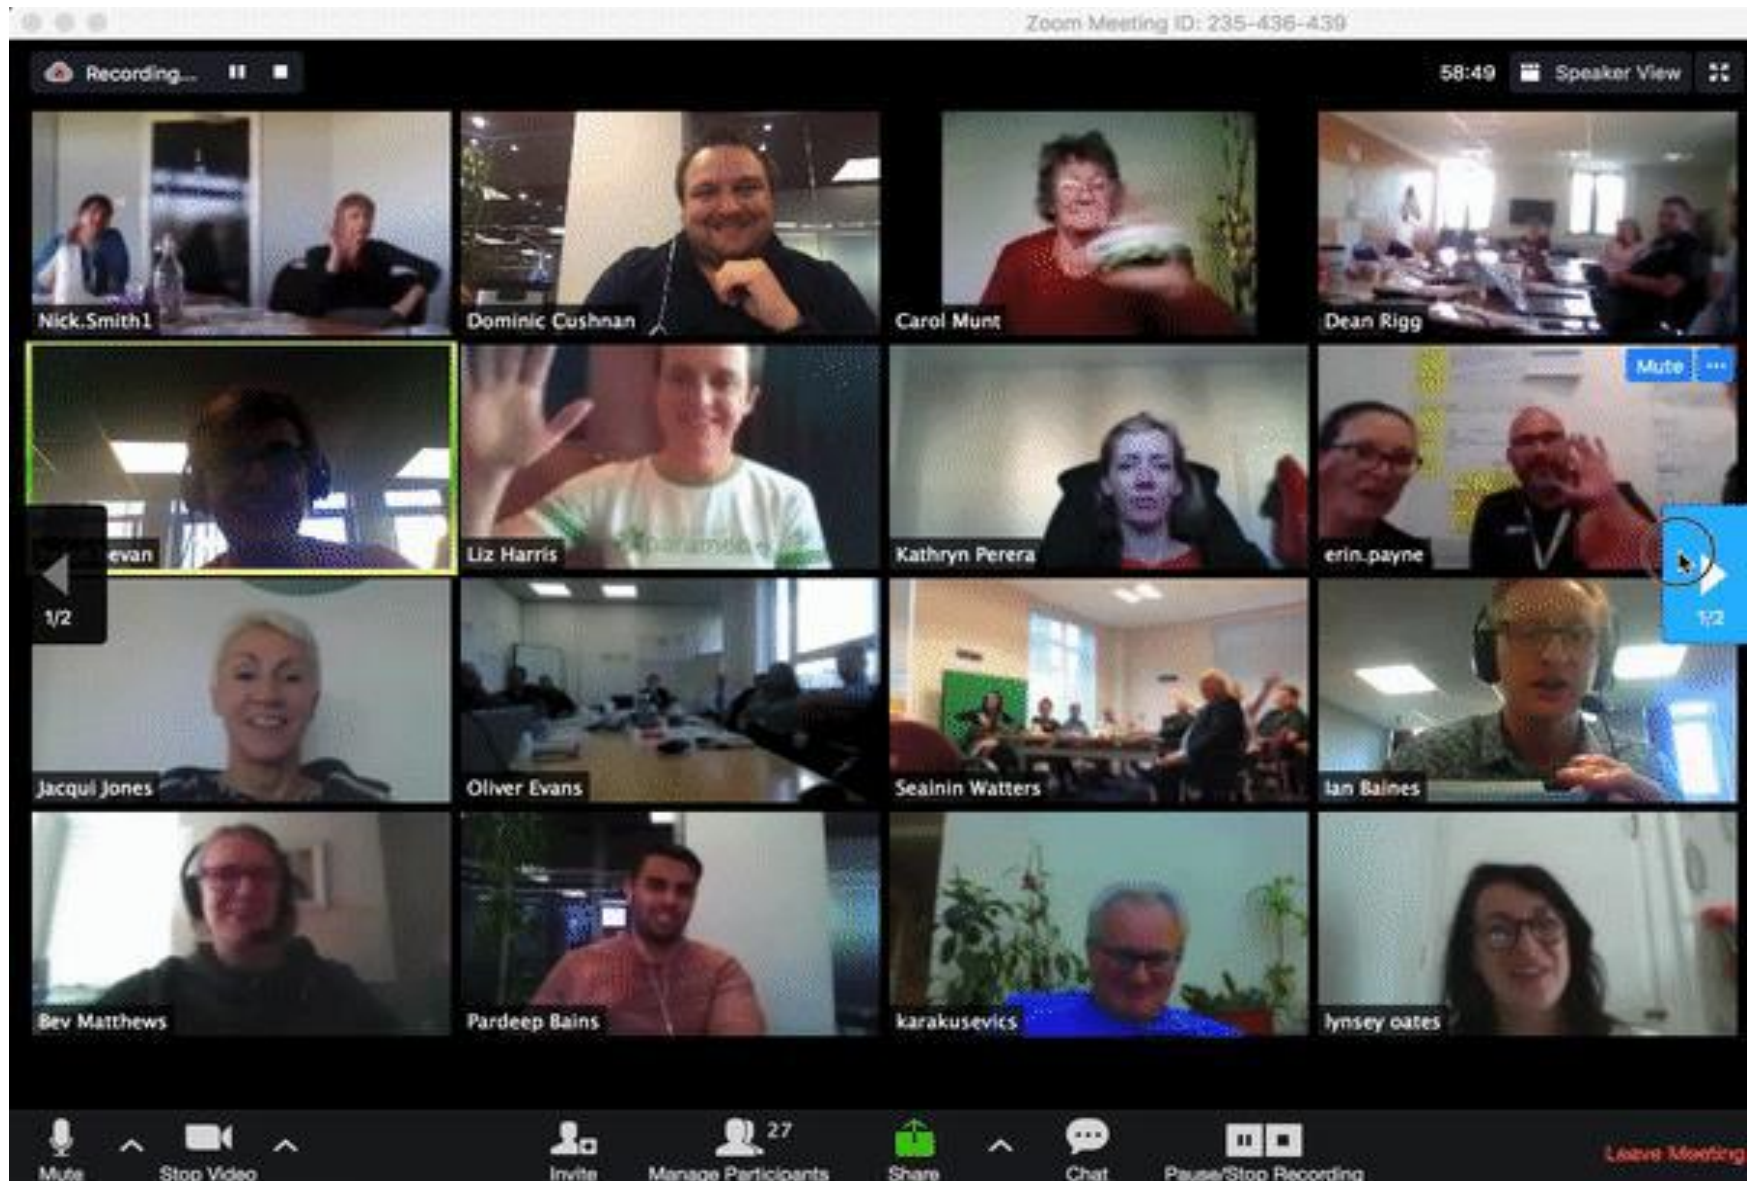 Zoom Meeting ID: 235-436-439
Recording...
58:49 Speaker View
Nick.Smith1
Dominic Cushnan
Carol Munt
Dean Rigg
Mute ...
evan
Liz Harris
Kathryn Perera
erin.payne
1/2
1/2
Jacqui Jones
Oliver Evans
Seainin Watters
Ian Baines
Bev Matthews
Pardeep Bains
karakusevics
lynsey oates
27
Mute
Stop Video
Invite
Manage Participants
Share
Chat
Pause/Stop Recording
Leave Meeting